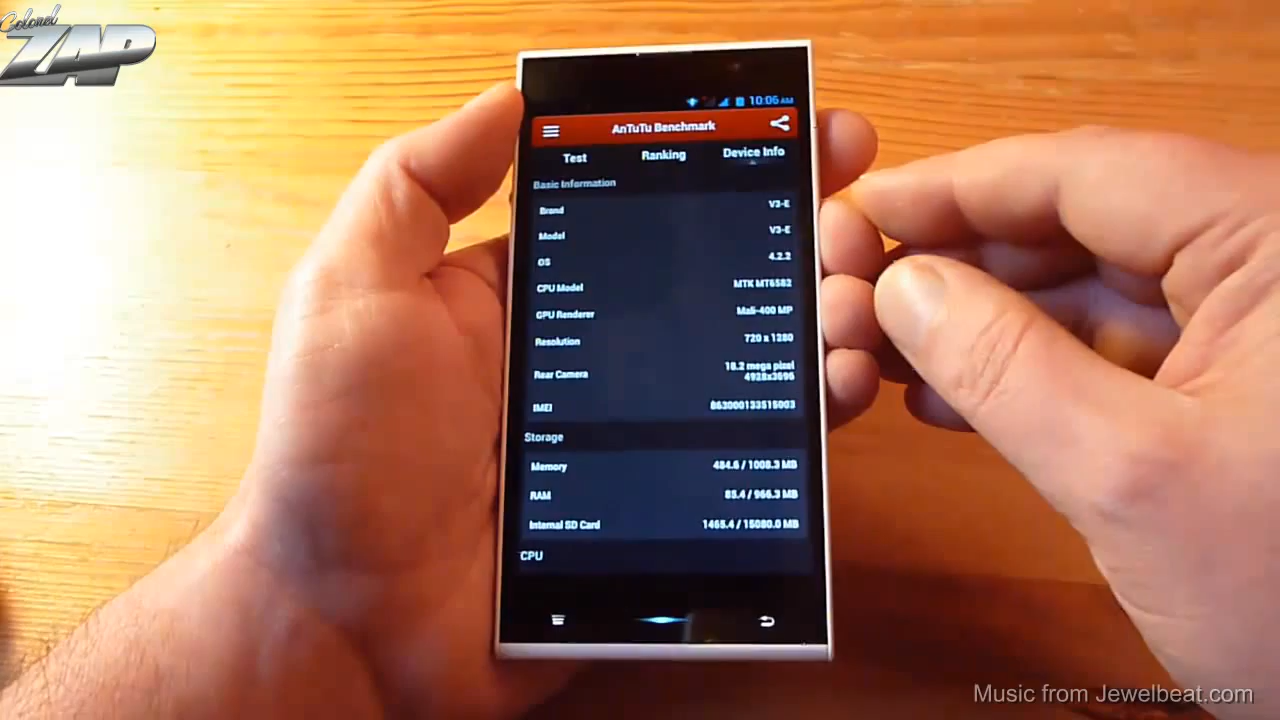 Colonel
ZAP
10:05 AM
AnTuTu Benchmark
Test Ranking Device Info
Basic Information
Brand V3-E
Model V3-E
OS 4.2.2
CPU Model MTK MT6582
GPU Renderer Mali-400 MP
Resolution 720 x 1280
Rear Camera 18.2 mega pixel
4928x3696
IMEI 863000133515003
Storage
Memory 484.6 / 1008.3 MB
RAM 85.4 / 966.3 MB
Internal SD Card 1465.4 / 15080.0 MB
CPU
Music from Jewelbeat.com